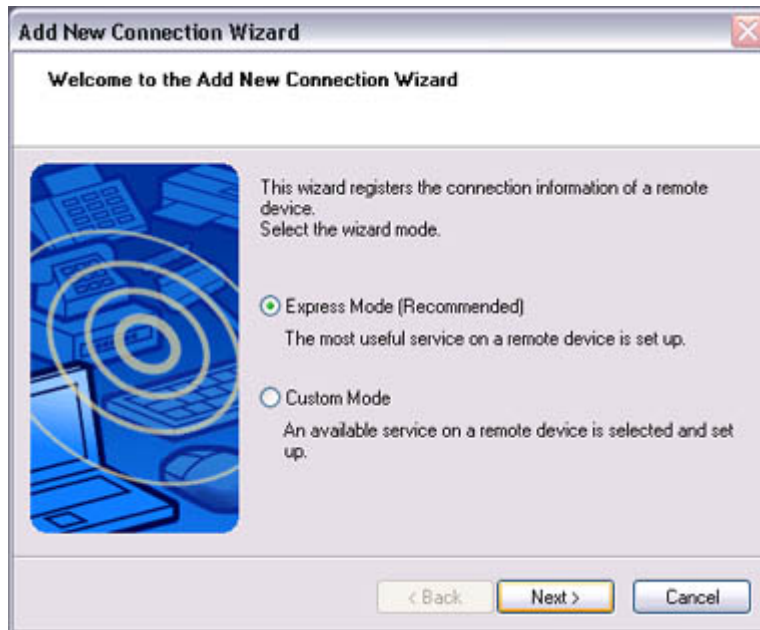 Add New Connection Wizard
Welcome to the Add New Connection Wizard
This wizard registers the connection information of a remote
device.
Select the wizard mode.
Express Mode (Recommended)
The most useful service on a remote device is set up.
Custom Mode
An available service on a remote device is selected and set
up.
< Back
Next >
Cancel